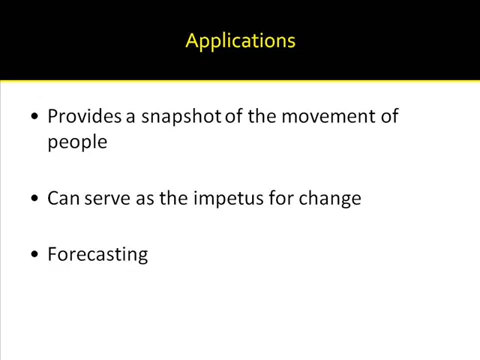 Applications
• Provides a snapshot of the movement of
people
• Can serve as the impetus for change
• Forecasting